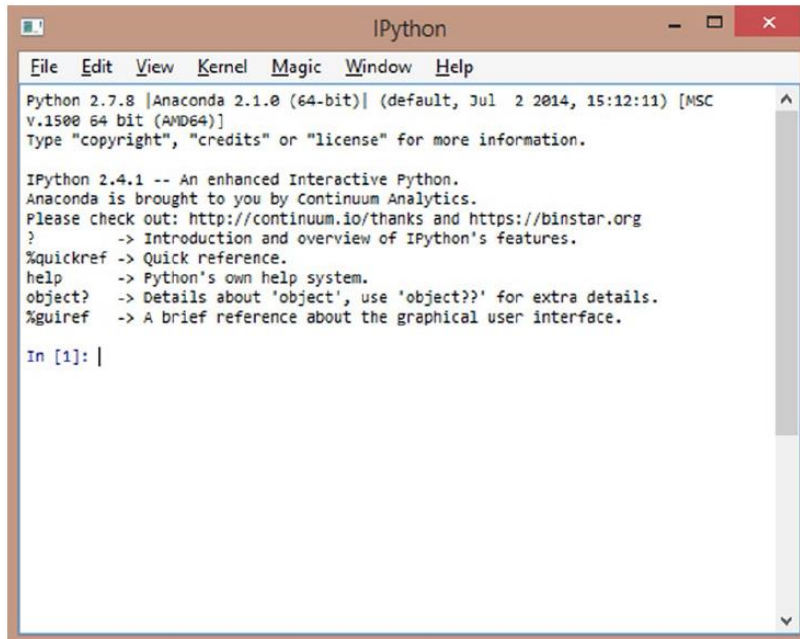 IPython
File Edit View Kernel Magic Window Help
Python 2.7.8 |Anaconda 2.1.0 (64-bit)| (default, Jul  2 2014, 15:12:11) [MSC
v.1500 64 bit (AMD64)]
Type "copyright", "credits" or "license" for more information.
IPython 2.4.1 -- An enhanced Interactive Python.
Anaconda is brought to you by Continuum Analytics.
Please check out: http://continuum.io/thanks and https://binstar.org
?         -> Introduction and overview of IPython's features.
%quickref -> Quick reference.
help      -> Python's own help system.
object?   -> Details about 'object', use 'object??' for extra details.
%guiref   -> A brief reference about the graphical user interface.
In [1]: